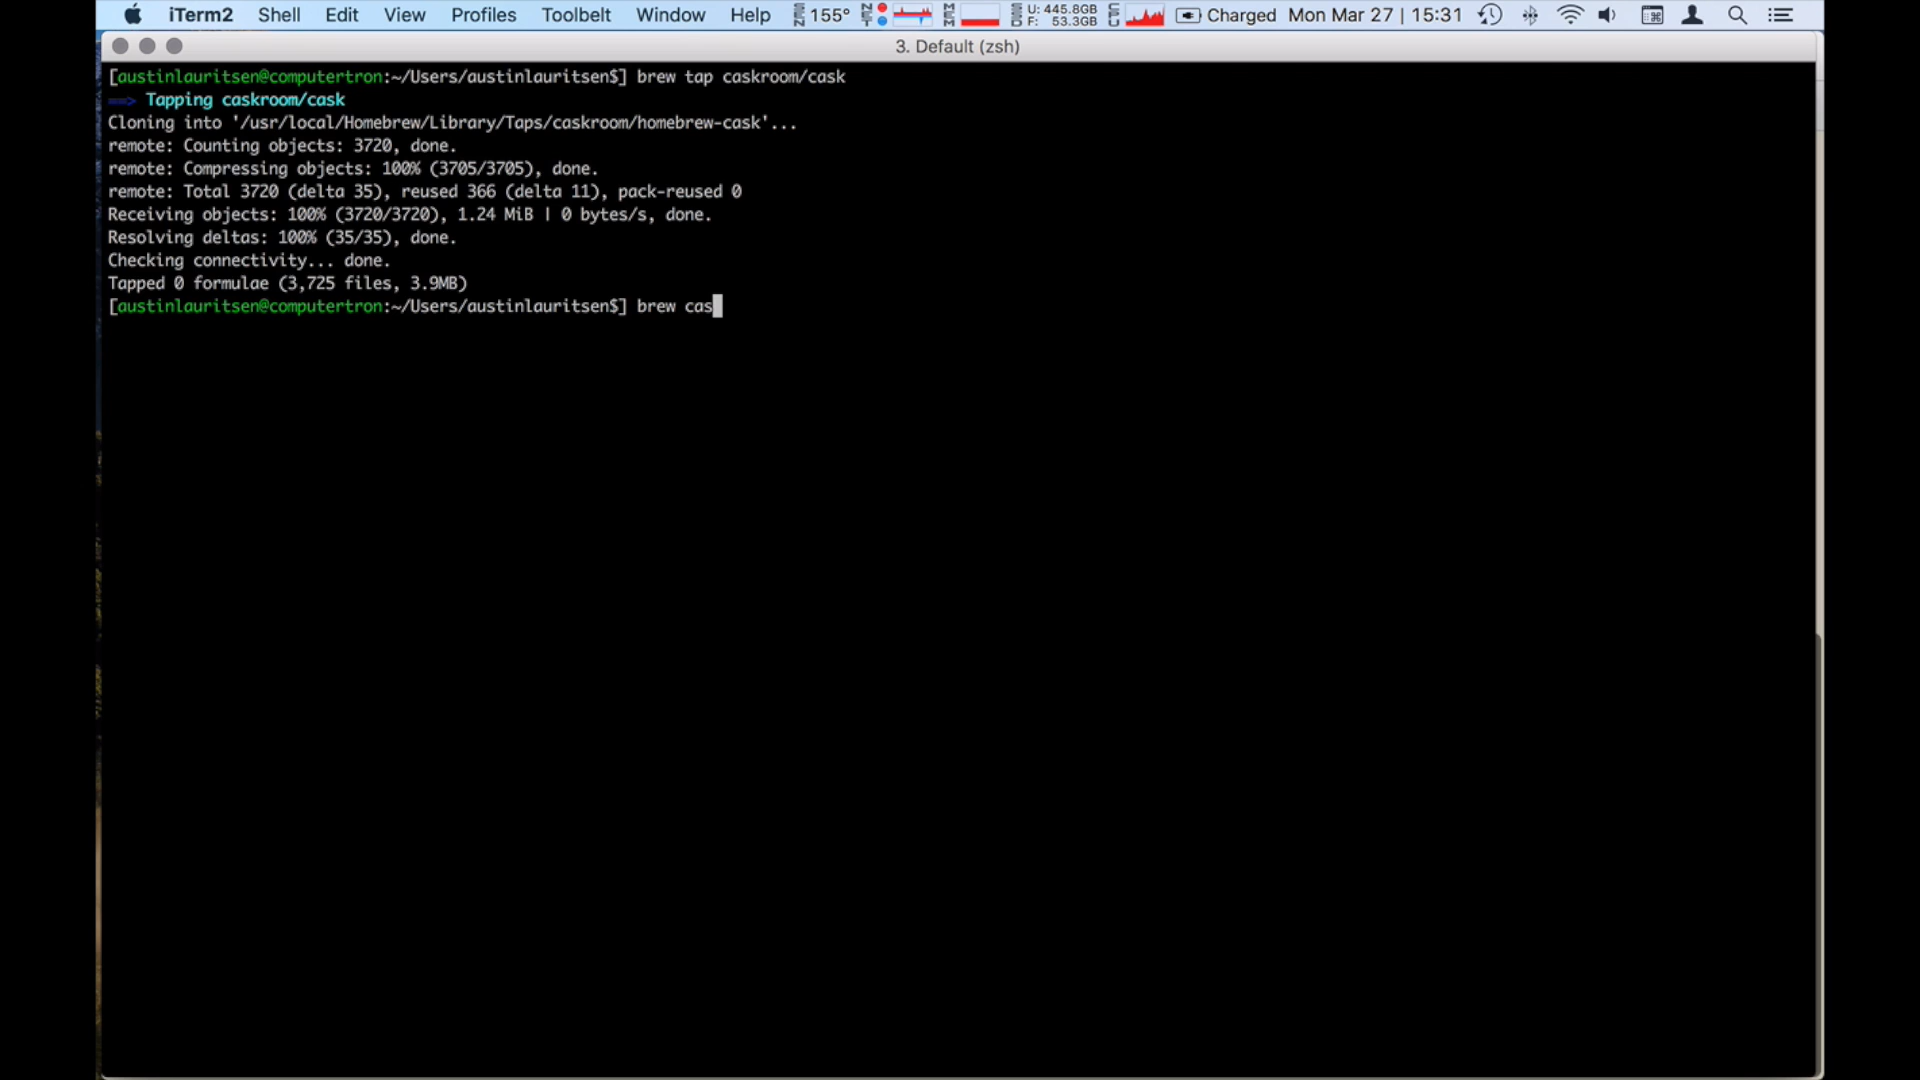 iTerm2 Shell Edit View Profiles Toolbelt Window Help SEN 155° NET MEM SSD U: 445.8GB F: 53.3GB CPU Charged Mon Mar 27 | 15:31
3. Default (zsh)
[austinlauritsen@computertron:~/Users/austinlauritsen$] brew tap caskroom/cask
==> Tapping caskroom/cask
Cloning into '/usr/local/Homebrew/Library/Taps/caskroom/homebrew-cask'...
remote: Counting objects: 3720, done.
remote: Compressing objects: 100% (3705/3705), done.
remote: Total 3720 (delta 35), reused 366 (delta 11), pack-reused 0
Receiving objects: 100% (3720/3720), 1.24 MiB | 0 bytes/s, done.
Resolving deltas: 100% (35/35), done.
Checking connectivity... done.
Tapped 0 formulae (3,725 files, 3.9MB)
[austinlauritsen@computertron:~/Users/austinlauritsen$] brew cas